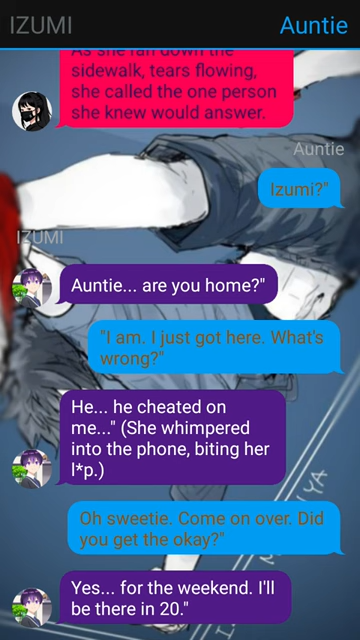 IZUMI
Auntie
As she ran down the
sidewalk, tears flowing,
she called the one person
she knew would answer.
Auntie
Izumi?"
IZUMI
Auntie... are you home?"
"I am. I just got here. What's
wrong?"
He... he cheated on
me..." (She whimpered
into the phone, biting her
l*p.)
Oh sweetie. Come on over. Did
you get the okay?"
Yes... for the weekend. I'll
be there in 20."